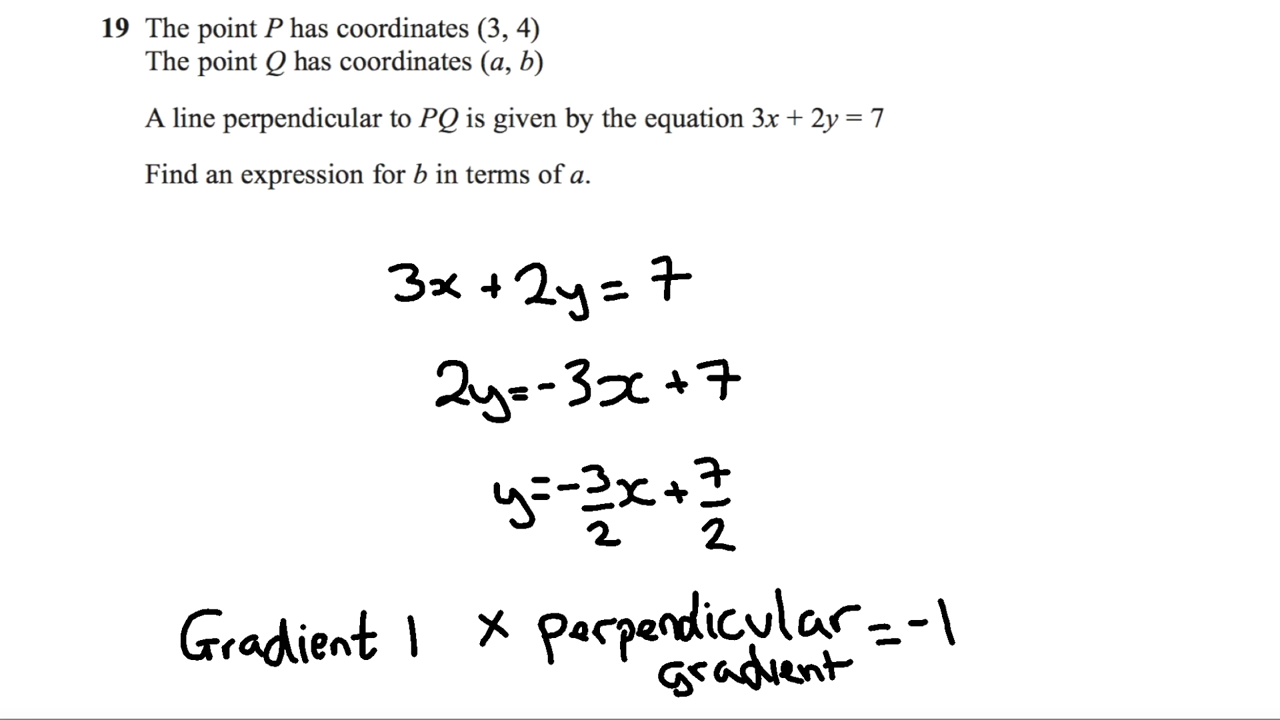 19 The point P has coordinates (3, 4)
The point Q has coordinates (a, b)
A line perpendicular to PQ is given by the equation 3x + 2y = 7
Find an expression for b in terms of a.
3x + 2y = 7
2y = -3x + 7
y = -3/2 x + 7/2
Gradient 1 × perpendicular = -1
gradient